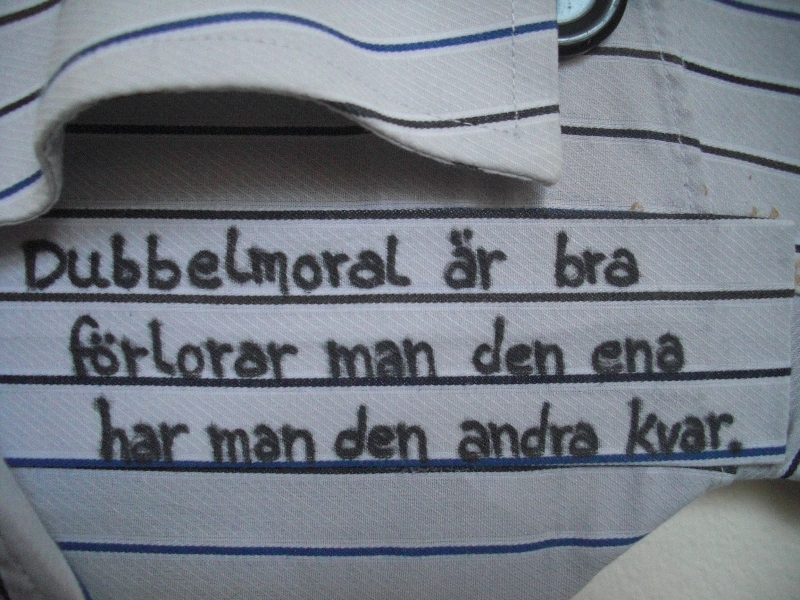 Dubbelmoral är bra
förlorar man den ena
har man den andra kvar.